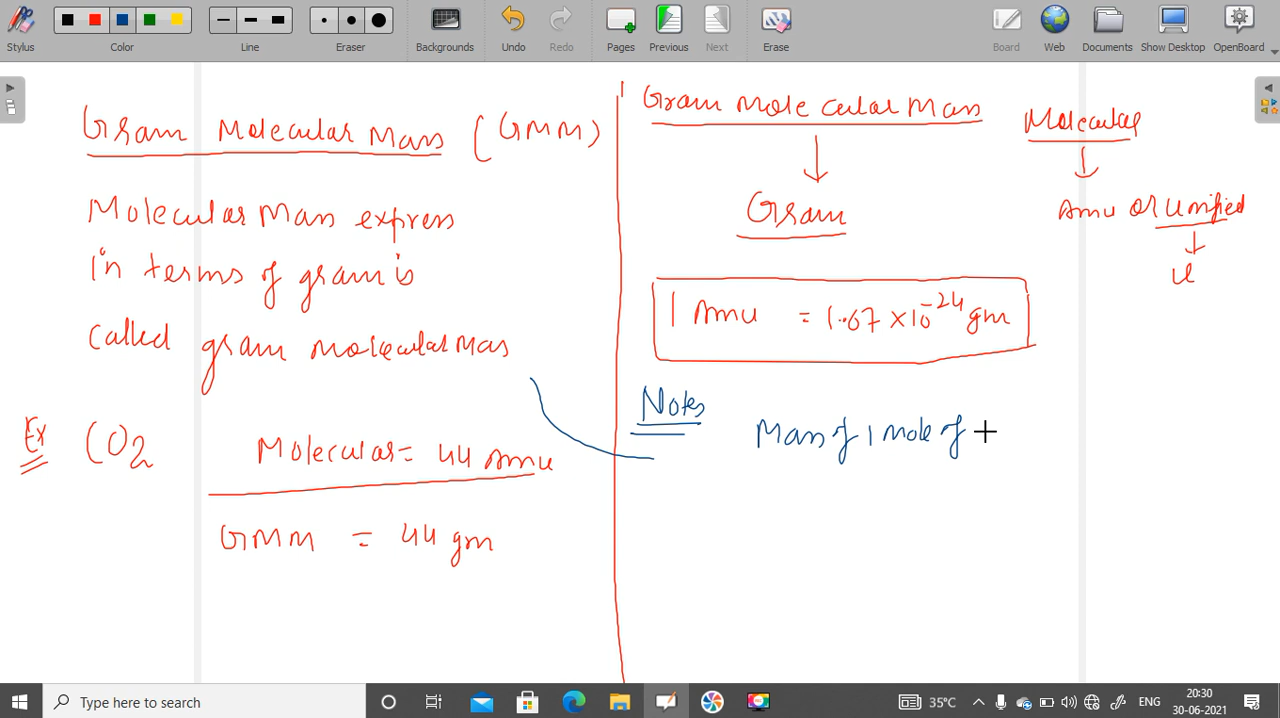 Stylus
Color
Line
Eraser
Backgrounds
Undo
Redo
Pages
Previous
Next
Erase
Board
Web
Documents
Show Desktop
OpenBoard
Gram Molecular Mass (GMM)
Molecular Mass express
in terms of gram is
called gram molecular mass
Ex CO2 Molecular = 44 Amu
GMM = 44 gm
Gram molecular Mass
Gram
Molecular
Amu or Unified
u
1 Amu = 1.67 × 10-24 gm
Notes
Mass of 1 mole of
Type here to search
35°C
ENG
20:30
30-06-2021